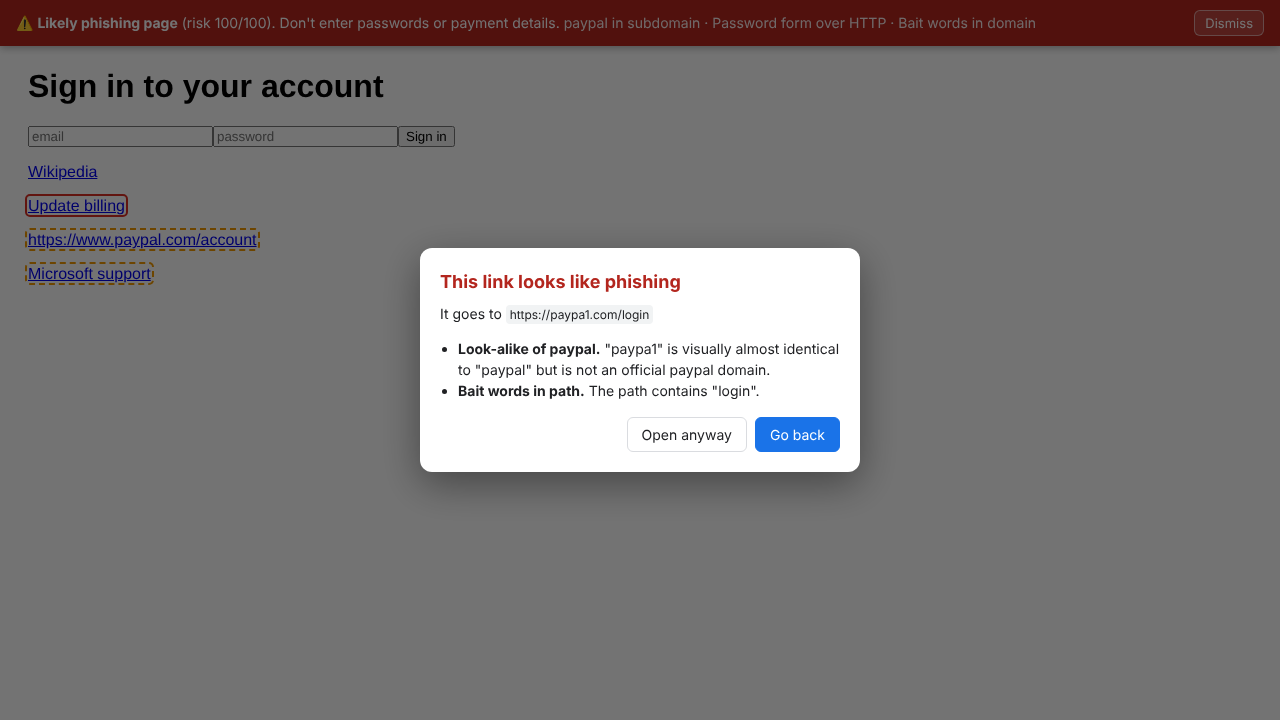 ⚠️ Likely phishing page (risk 100/100). Don't enter passwords or payment details. paypal in subdomain · Password form over HTTP · Bait words in domain
Dismiss
Sign in to your account
email
password
Sign in
Wikipedia
Update billing
https://www.paypal.com/account
Microsoft support
This link looks like phishing
It goes to https://paypa1.com/login
• Look-alike of paypal. "paypa1" is visually almost identical
to "paypal" but is not an official paypal domain.
• Bait words in path. The path contains "login".
Open anyway
Go back